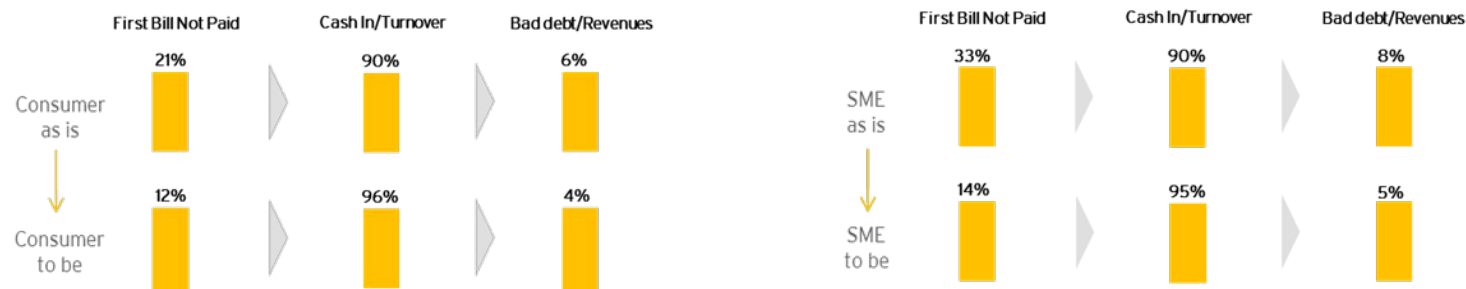 First Bill Not Paid Cash In/Turnover Bad debt/Revenues
21% 90% 6%
Consumer
as is
12% 96% 4%
Consumer
to be
First Bill Not Paid Cash In/Turnover Bad debt/Revenues
33% 90% 8%
SME
as is
14% 95% 5%
SME
to be